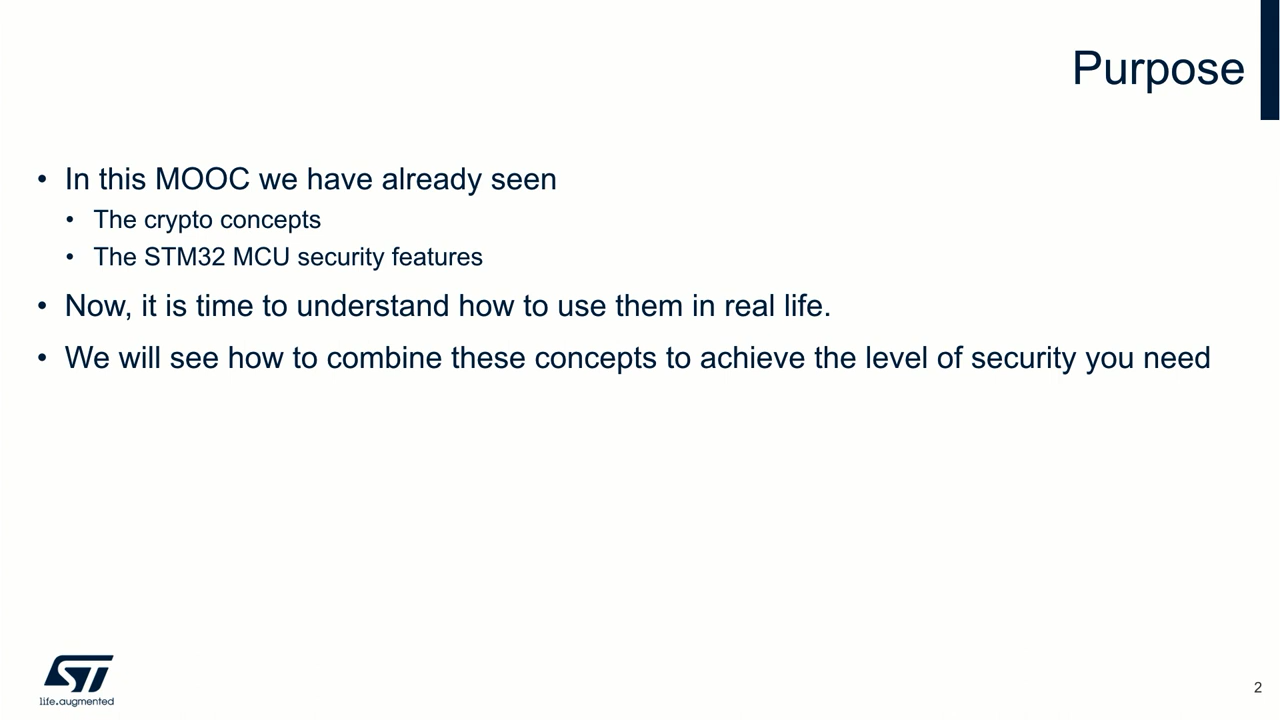 Purpose
• In this MOOC we have already seen
• The crypto concepts
• The STM32 MCU security features
• Now, it is time to understand how to use them in real life.
• We will see how to combine these concepts to achieve the level of security you need
ST
life.augmented
2